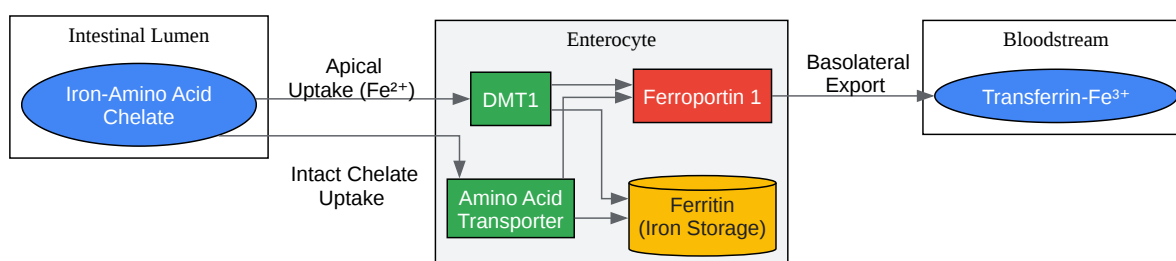 Intestinal Lumen
Iron-Amino Acid
Chelate
Apical
Uptake (Fe²⁺)
Intact Chelate
Uptake
Enterocyte
DMT1
Ferroportin 1
Amino Acid
Transporter
Ferritin
(Iron Storage)
Basolateral
Export
Bloodstream
Transferrin-Fe³⁺